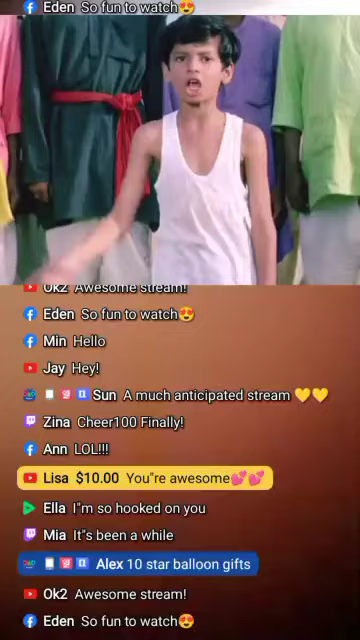 Eden So fun to watch😍
Ok2 Awesome stream!
Eden So fun to watch😍
Min Hello
Jay Hey!
Sun A much anticipated stream 💛💛
Zina Cheer100 Finally!
Ann LOL!!!
Lisa $10.00 You"re awesome💕💕
Ella I"m so hooked on you
Mia It"s been a while
Alex 10 star balloon gifts
Ok2 Awesome stream!
Eden So fun to watch😍